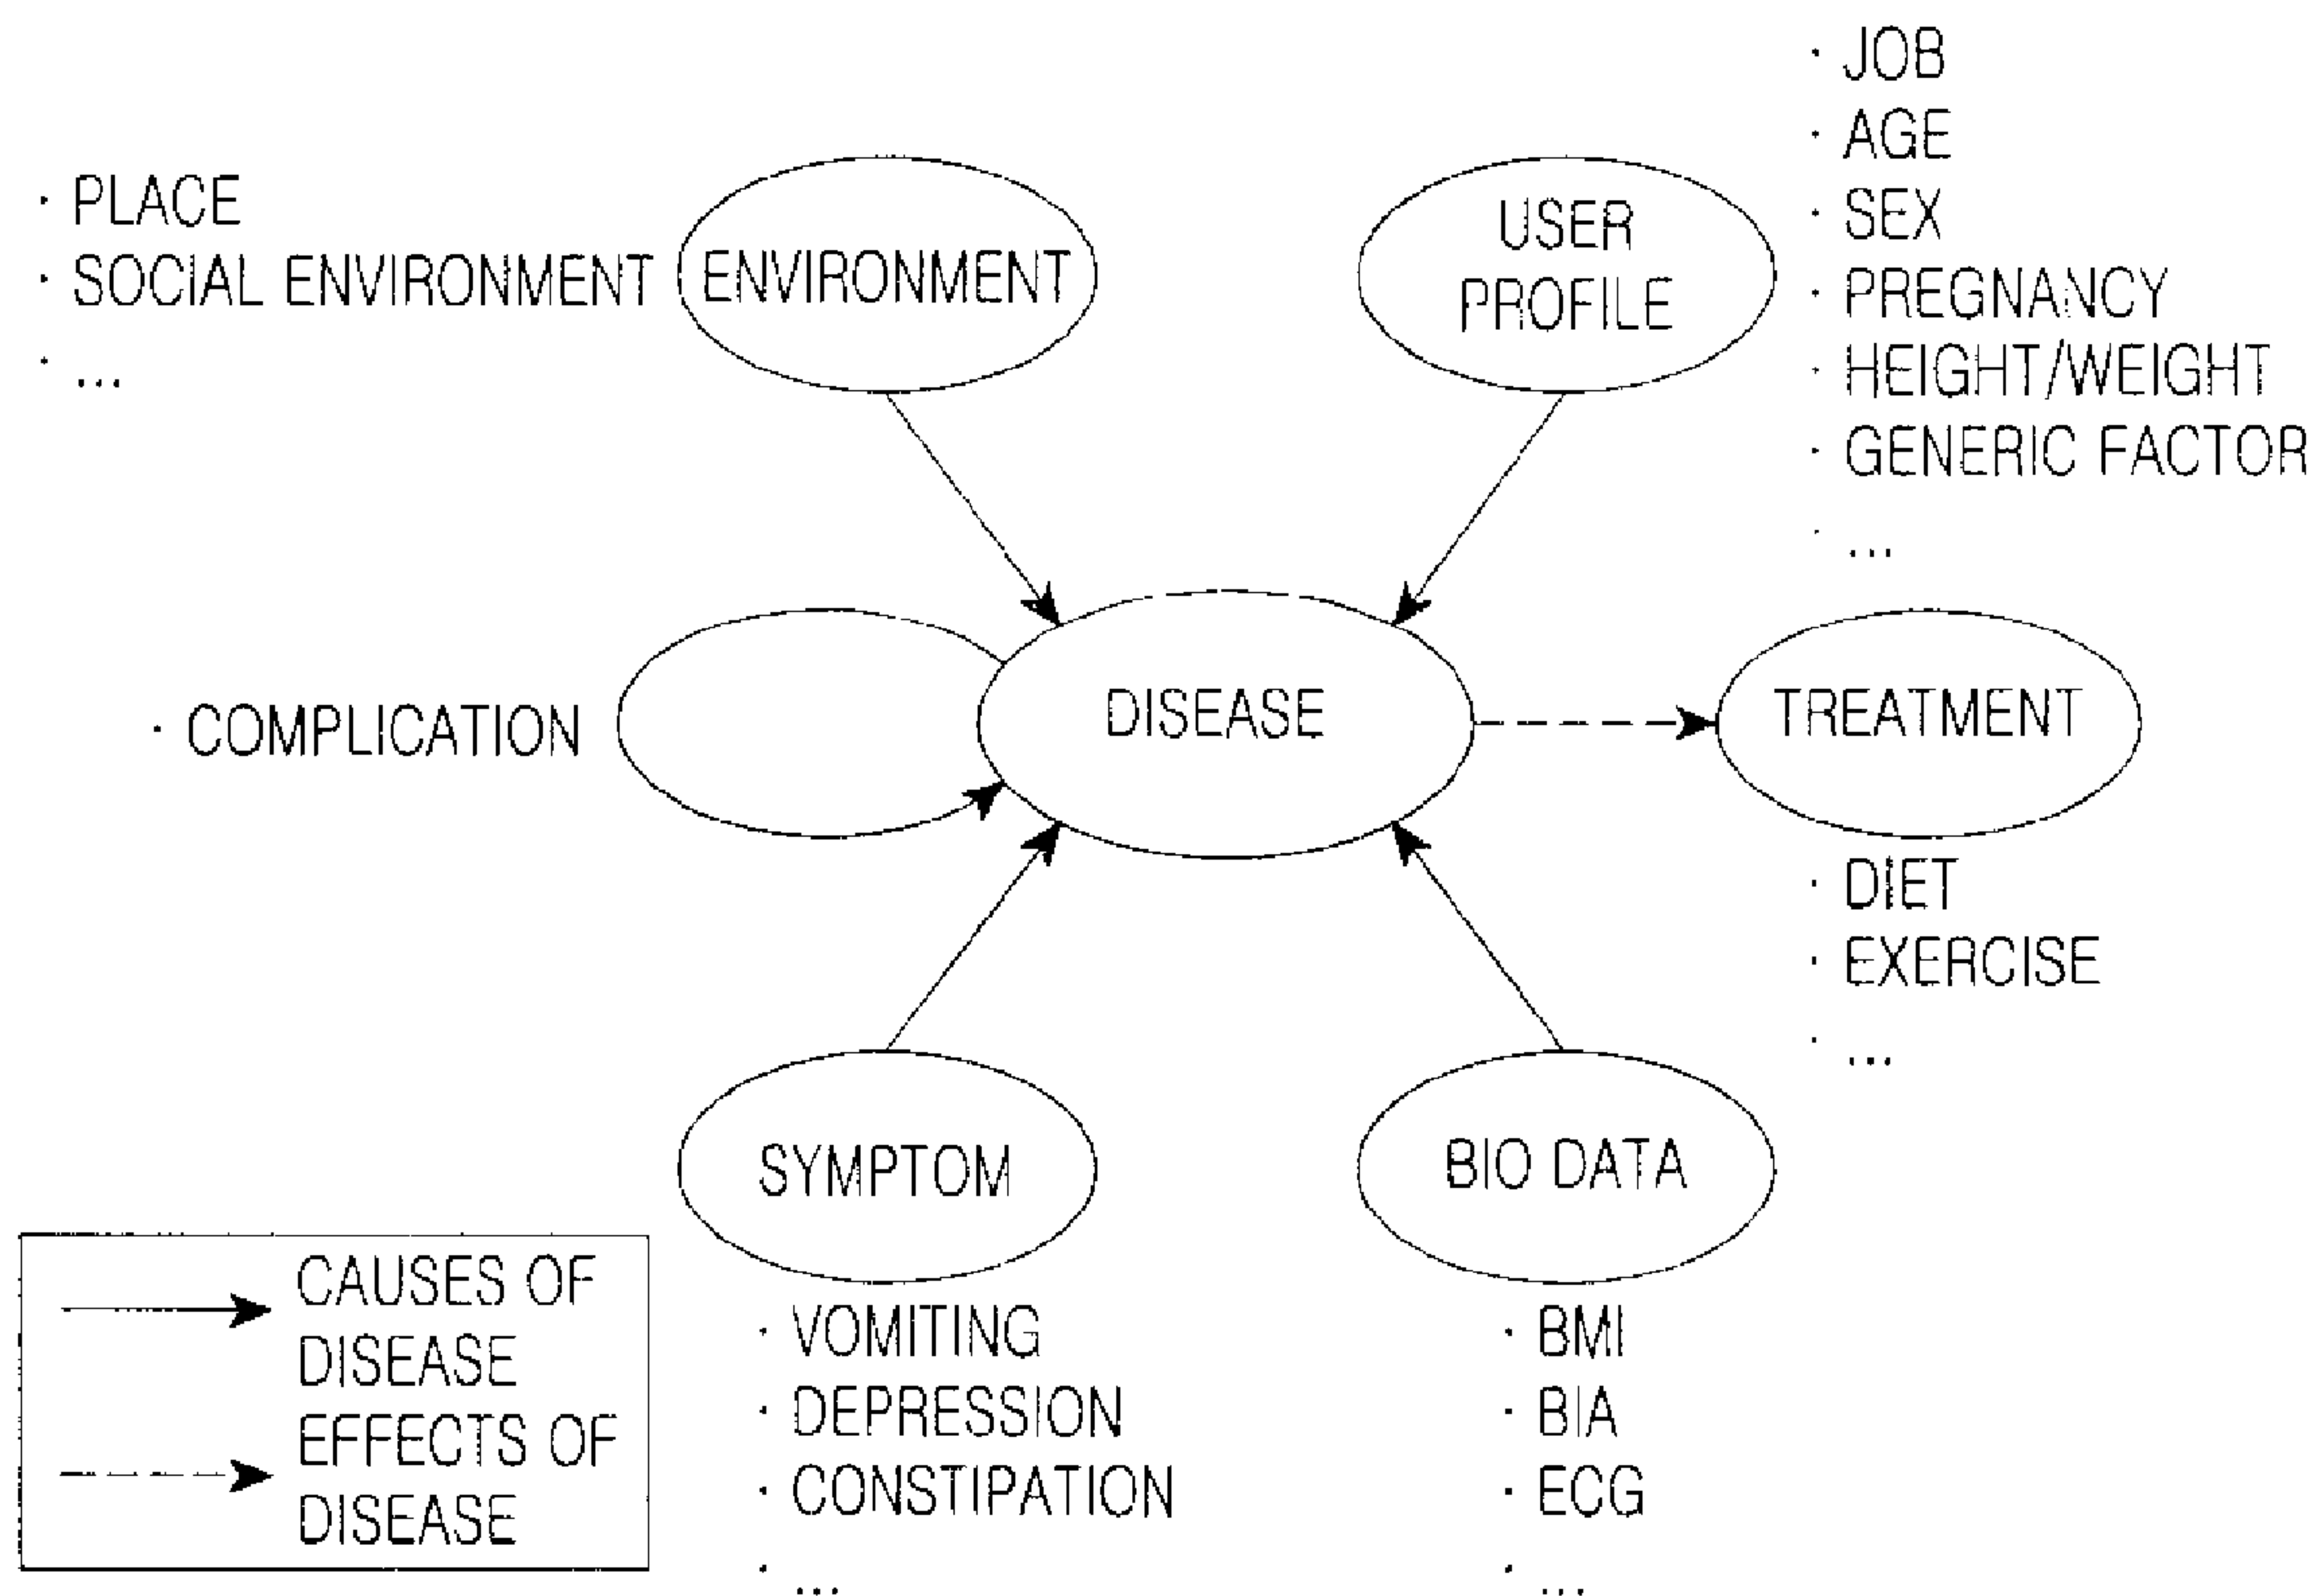 · JOB
· AGE
· SEX
· PREGNANCY
· HEIGHT/WEIGHT
· GENERIC FACTOR
· ...
· PLACE
· SOCIAL ENVIRONMENT
· ...
ENVIRONMENT
USER
PROFILE
· COMPLICATION
DISEASE
TREATMENT
· DIET
· EXERCISE
· ...
SYMPTOM
· VOMITING
· DEPRESSION
· CONSTIPATION
· ...
BIO DATA
· BMI
· BIA
· ECG
· ...
CAUSES OF
DISEASE
EFFECTS OF
DISEASE